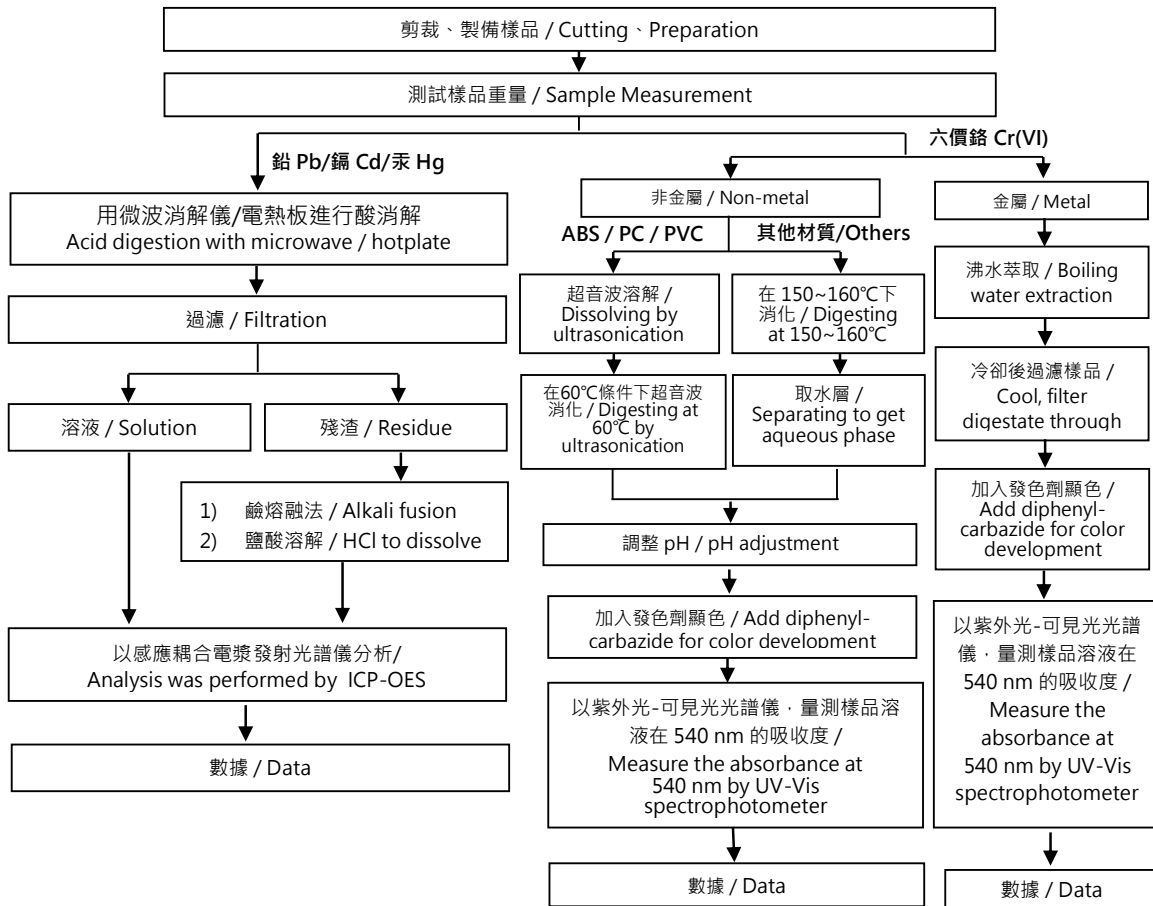 剪裁、製備樣品 / Cutting、Preparation
測試樣品重量 / Sample Measurement
鉛 Pb/鎘 Cd/汞 Hg
六價鉻 Cr(VI)
用微波消解儀/電熱板進行酸消解
Acid digestion with microwave / hotplate
過濾 / Filtration
溶液 / Solution
殘渣 / Residue
1) 鹼熔融法 / Alkali fusion
2) 鹽酸溶解 / HCl to dissolve
以感應耦合電漿發射光譜儀分析/
Analysis was performed by ICP-OES
數據 / Data
非金屬 / Non-metal
ABS / PC / PVC
其他材質/Others
超音波溶解 /
Dissolving by
ultrasonication
在 150~160℃下
消化 / Digesting
at 150~160℃
在60℃條件下超音波
消化 / Digesting at
60℃ by
ultrasonication
取水層 /
Separating to get
aqueous phase
調整 pH / pH adjustment
加入發色劑顯色 / Add diphenyl-
carbazide for color development
以紫外光-可見光光譜儀，量測樣品溶
液在 540 nm 的吸收度 /
Measure the absorbance at
540 nm by UV-Vis
spectrophotometer
數據 / Data
金屬 / Metal
沸水萃取 / Boiling
water extraction
冷卻後過濾樣品 /
Cool, filter
digestate through
加入發色劑顯色 /
Add diphenyl-
carbazide for color
development
以紫外光-可見光光譜
儀，量測樣品溶液在
540 nm 的吸收度 /
Measure the
absorbance at
540 nm by UV-Vis
spectrophotometer
數據 / Data